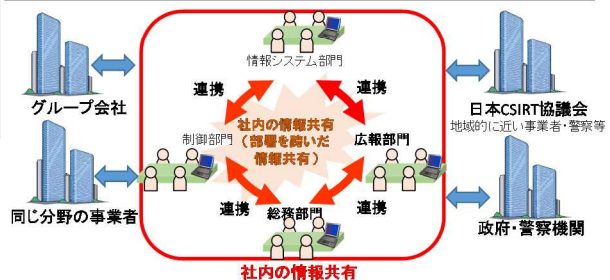 情報システム部門
連携
連携
グループ会社
日本CSIRT協議会
地域的に近い事業者・警察等
社内の情報共有
（部署を跨いだ
情報共有）
制御部門
広報部門
同じ分野の事業者
連携
総務部門
連携
政府・警察機関
社内の情報共有